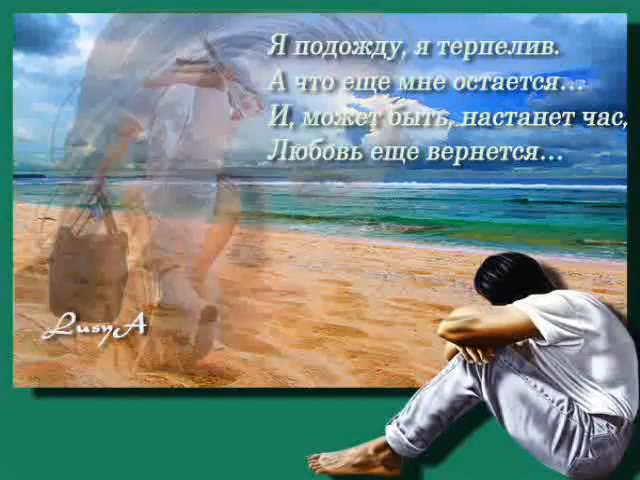 Я подожду, я терпелив.
А что еще мне остается...
И, может быть, настанет час,
Любовь еще вернется...
LusyA